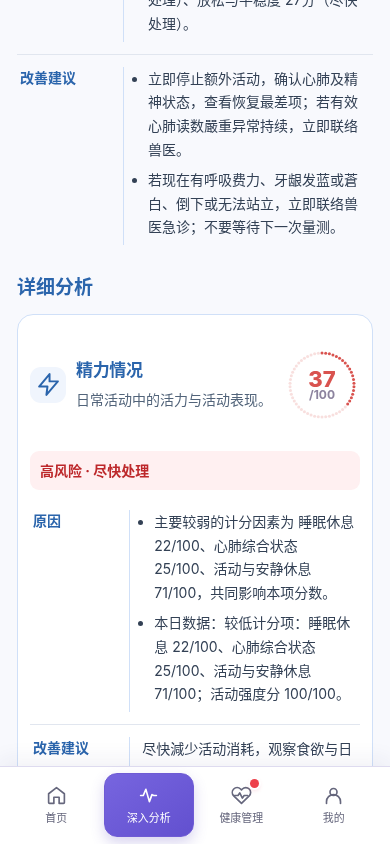 处理）、放松与平稳度 27分（尽快
处理）。
改善建议
立即停止额外活动，确认心肺及精
神状态，查看恢复最差项；若有效
心肺读数严重异常持续，立即联络
兽医。
若现在有呼吸费力、牙龈发蓝或苍
白、倒下或无法站立，立即联络兽
医急诊；不要等待下一次量测。
详细分析
精力情况
日常活动中的活力与活动表现。
37
/100
高风险 · 尽快处理
原因
主要较弱的计分因素为 睡眠休息
22/100、心肺综合状态
25/100、活动与安静休息
71/100，共同影响本项分数。
本日数据：较低计分项：睡眠休
息 22/100、心肺综合状态
25/100、活动与安静休息
71/100；活动强度分 100/100。
改善建议
尽快减少活动消耗，观察食欲与日
首页
深入分析
健康管理
我的